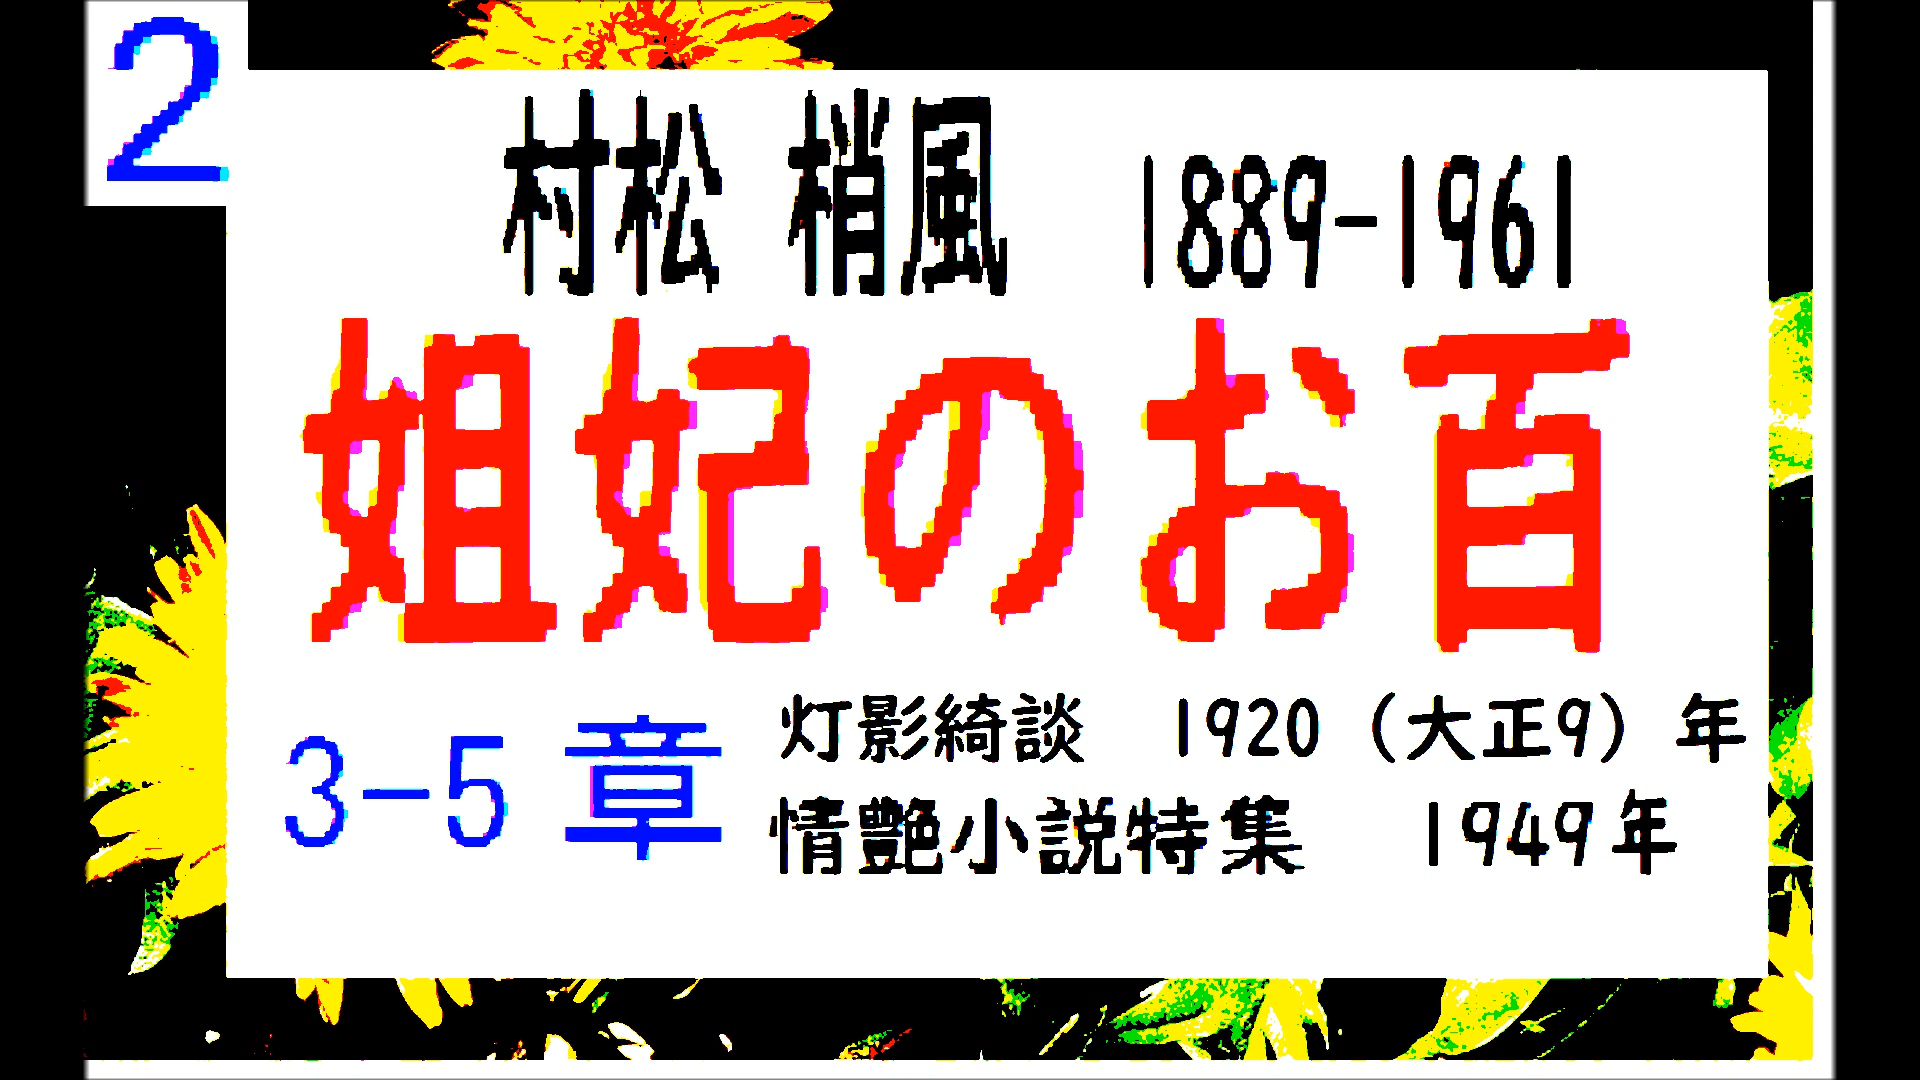 2
村松 梢風 1889-1961
姐妃のお百
3-5 章
灯影綺談 1920（大正9）年
情艶小説特集 1949年